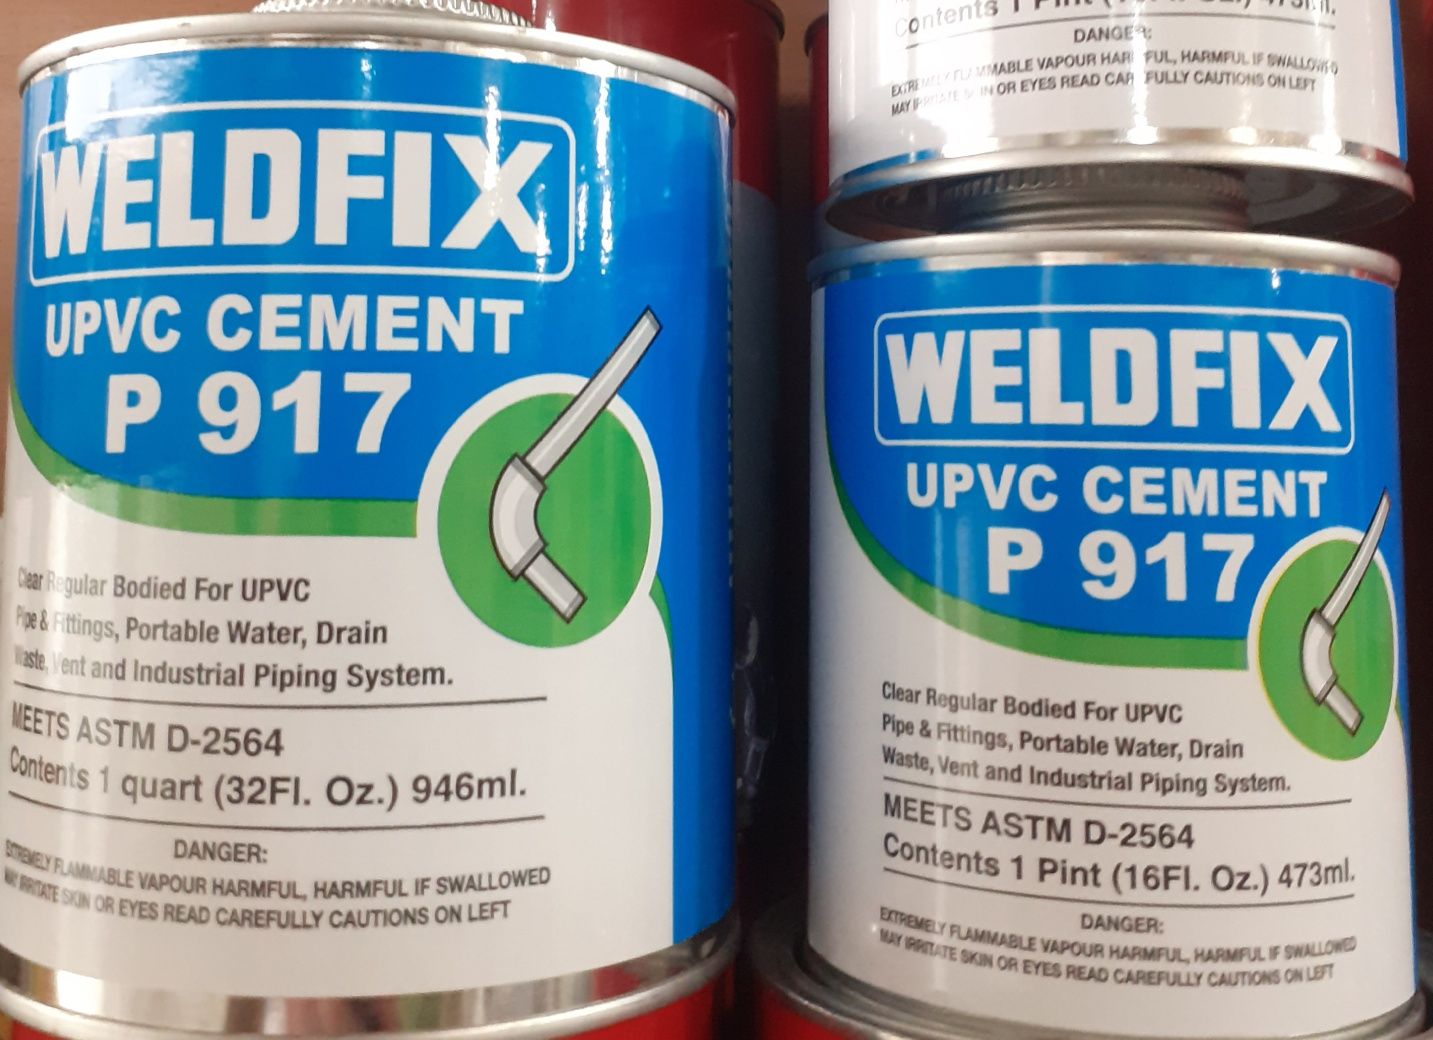 WELDFIX
UPVC CEMENT
P 917
Clear Regular Bodied For UPVC
Pipe & Fittings, Portable Water, Drain
Waste, Vent and Industrial Piping System.
MEETS ASTM D-2564
Contents 1 quart (32Fl. Oz.) 946ml.
DANGER:
EXTREMELY FLAMMABLE VAPOUR HARMFUL, HARMFUL IF SWALLOWED
MAY IRRITATE SKIN OR EYES READ CAREFULLY CAUTIONS ON LEFT
Contents 1 Pint
DANGER:
EXTREMELY FLAMMABLE VAPOUR HARMFUL, HARMFUL IF SWALLOWED
MAY IRRITATE SKIN OR EYES READ CAREFULLY CAUTIONS ON LEFT
WELDFIX
UPVC CEMENT
P 917
Clear Regular Bodied For UPVC
Pipe & Fittings, Portable Water, Drain
Waste, Vent and Industrial Piping System.
MEETS ASTM D-2564
Contents 1 Pint (16Fl. Oz.) 473ml.
DANGER:
EXTREMELY FLAMMABLE VAPOUR HARMFUL, HARMFUL IF SWALLOWED
MAY IRRITATE SKIN OR EYES READ CAREFULLY CAUTIONS ON LEFT